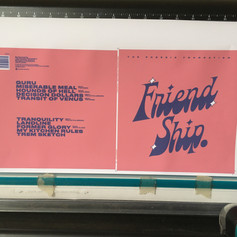 THE PHOENIX FOUNDATION
Friend
Ship.
GURU
MISERABLE MEAL
HOUNDS OF HELL
DECISION DOLLARS
TRANSIT OF VENUS
TRANQUILITY
LANDLINE
FORMER GLORY
MY KITCHEN RULES
TREM SKETCH